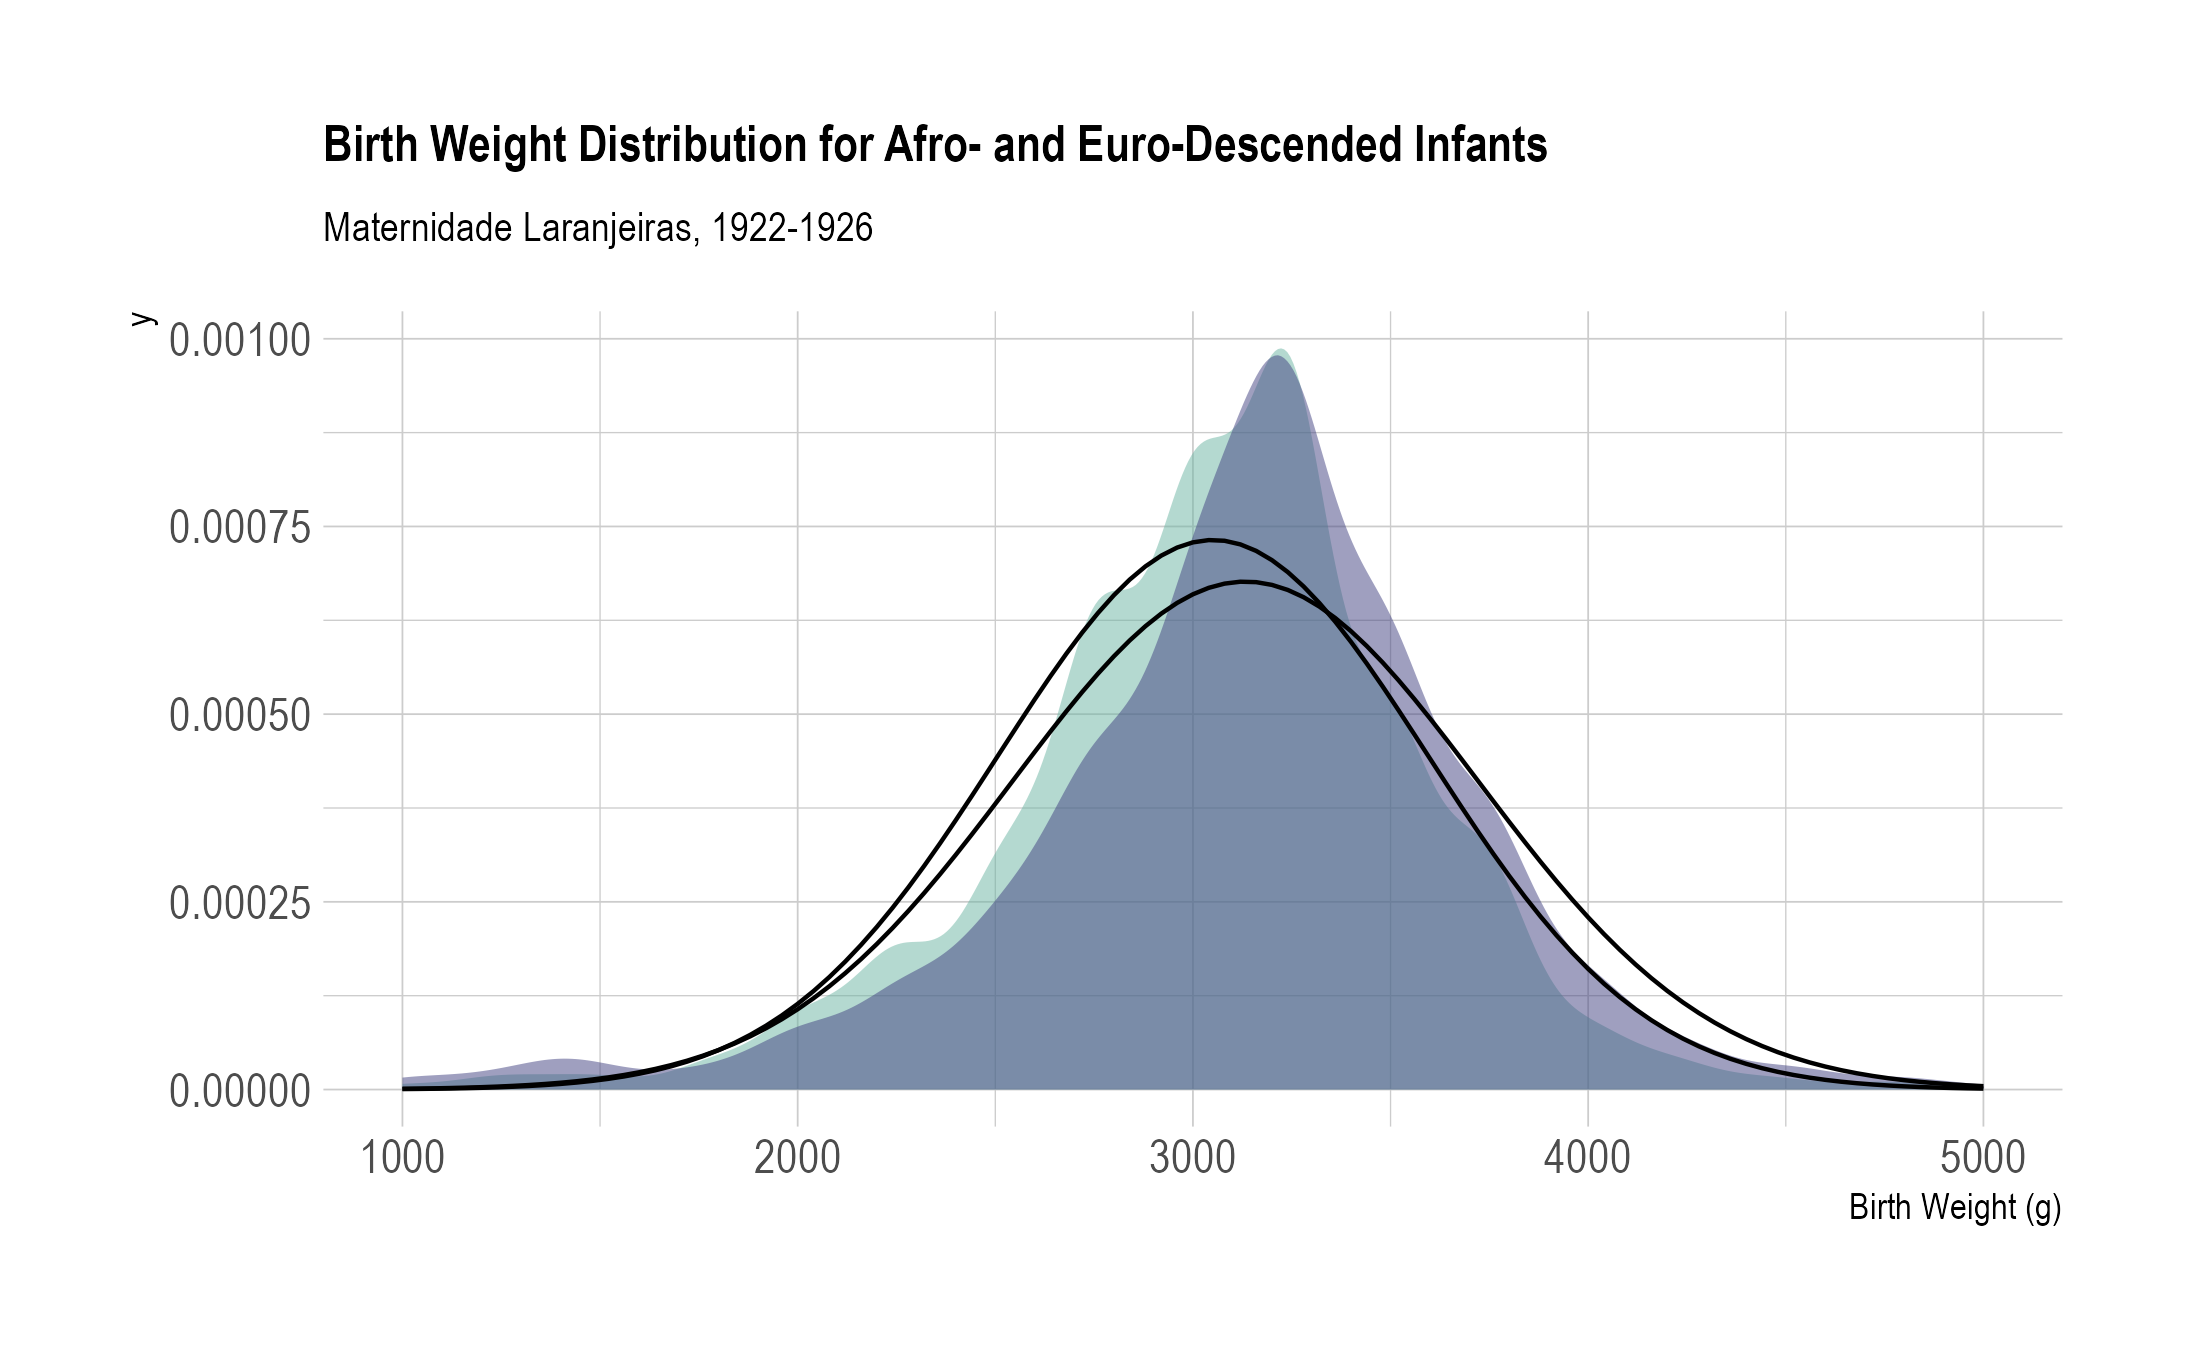 Birth Weight Distribution for Afro- and Euro-Descended Infants
Maternidade Laranjeiras, 1922-1926
y
0.00100
0.00075
0.00050
0.00025
0.00000
1000 2000 3000 4000 5000
Birth Weight (g)